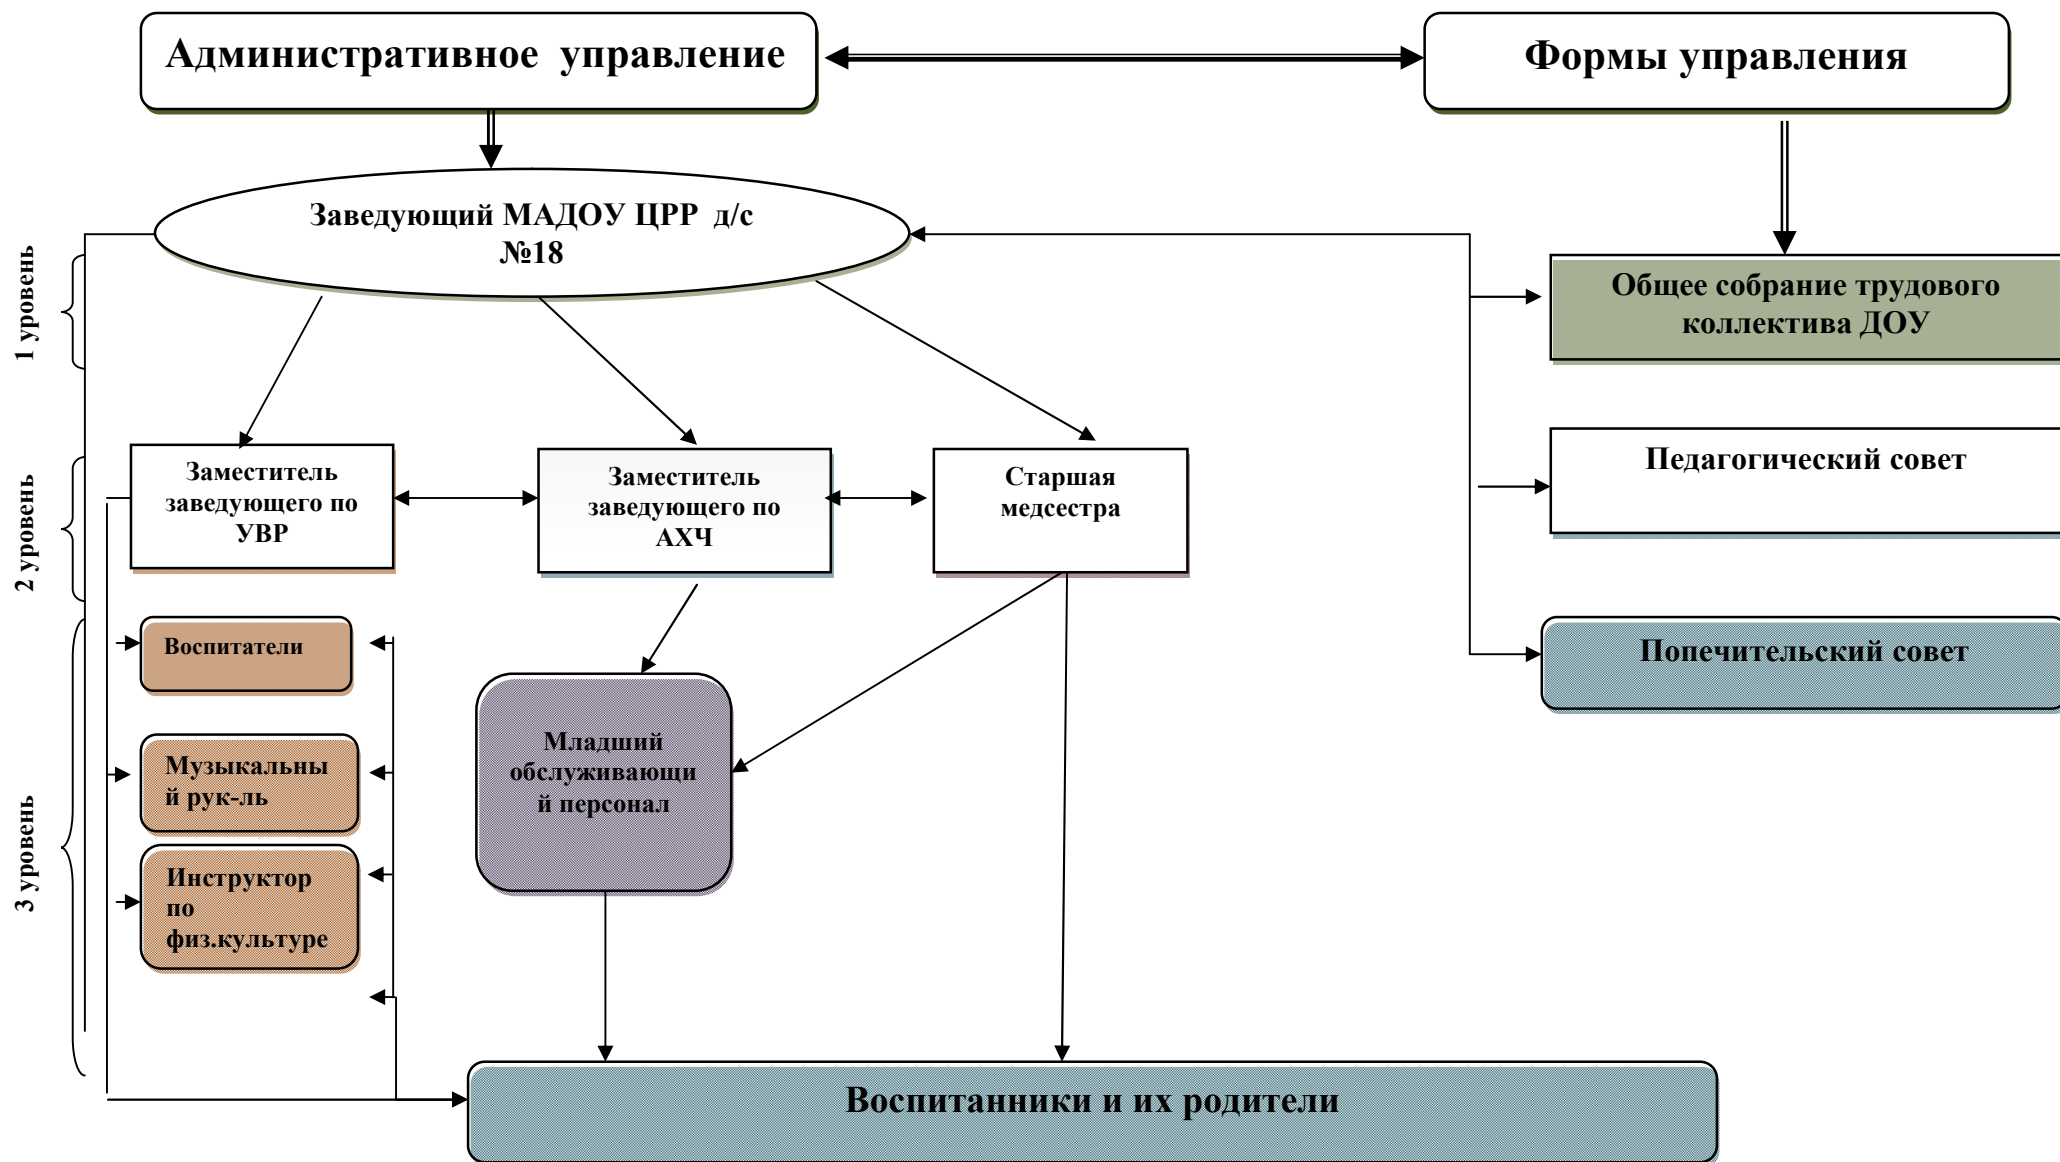 Административное управление
Формы управления
Заведующий МАДОУ ЦРР д/с
№18
1 уровень
Общее собрание трудового
коллектива ДОУ
2 уровень
Заместитель
заведующего по
УВР
Заместитель
заведующего по
АХЧ
Старшая
медсестра
Педагогический совет
3 уровень
Воспитатели
Музыкальны
й рук-ль
Инструктор
по
физ.культуре
Младший
обслуживающи
й персонал
Попечительский совет
Воспитанники и их родители